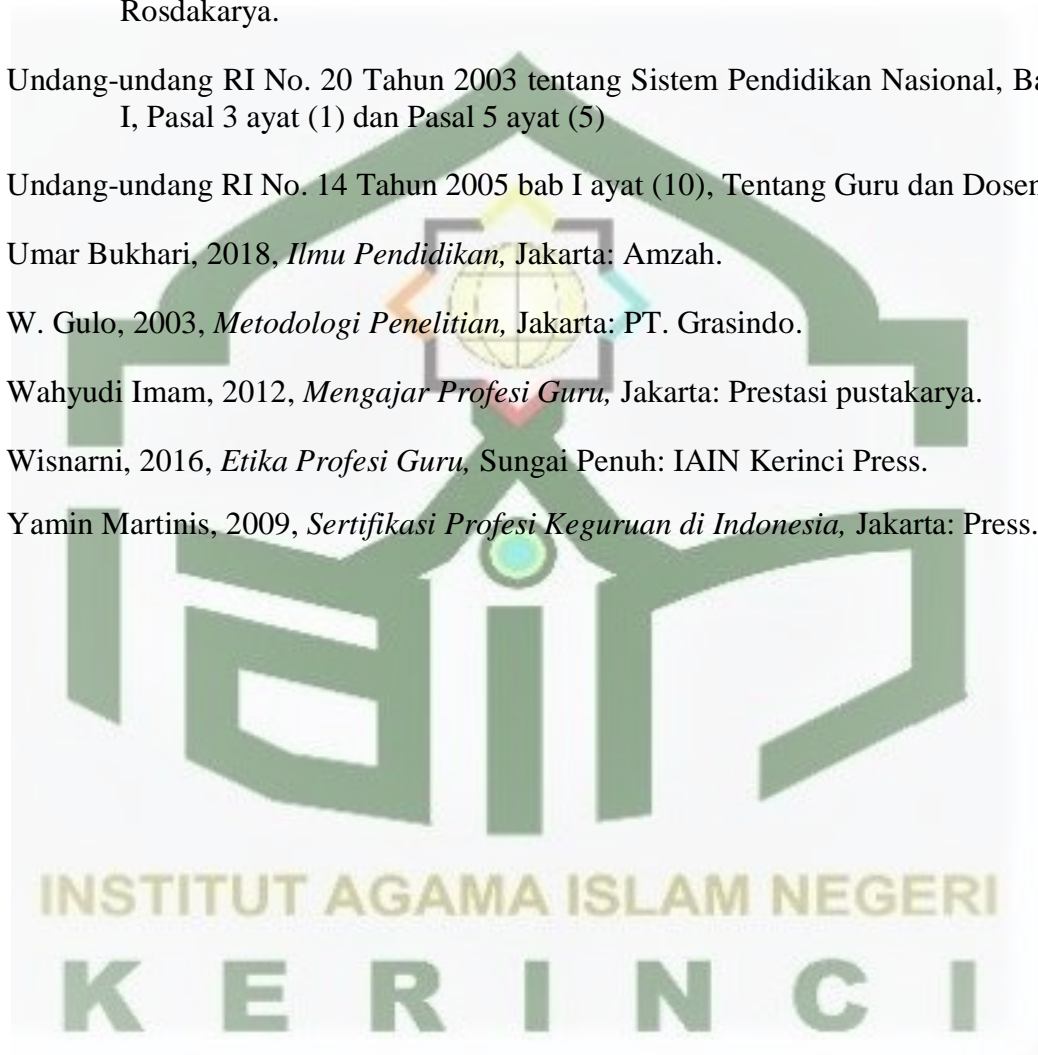 Rosdakarya.
Undang-undang RI No. 20 Tahun 2003 tentang Sistem Pendidikan Nasional, Ba
I, Pasal 3 ayat (1) dan Pasal 5 ayat (5)
Undang-undang RI No. 14 Tahun 2005 bab I ayat (10), Tentang Guru dan Dosen
Umar Bukhari, 2018, Ilmu Pendidikan, Jakarta: Amzah.
W. Gulo, 2003, Metodologi Penelitian, Jakarta: PT. Grasindo.
Wahyudi Imam, 2012, Mengajar Profesi Guru, Jakarta: Prestasi pustakarya.
Wisnarni, 2016, Etika Profesi Guru, Sungai Penuh: IAIN Kerinci Press.
Yamin Martinis, 2009, Sertifikasi Profesi Keguruan di Indonesia, Jakarta: Press.
iain
INSTITUT AGAMA ISLAM NEGERI
KERINCI